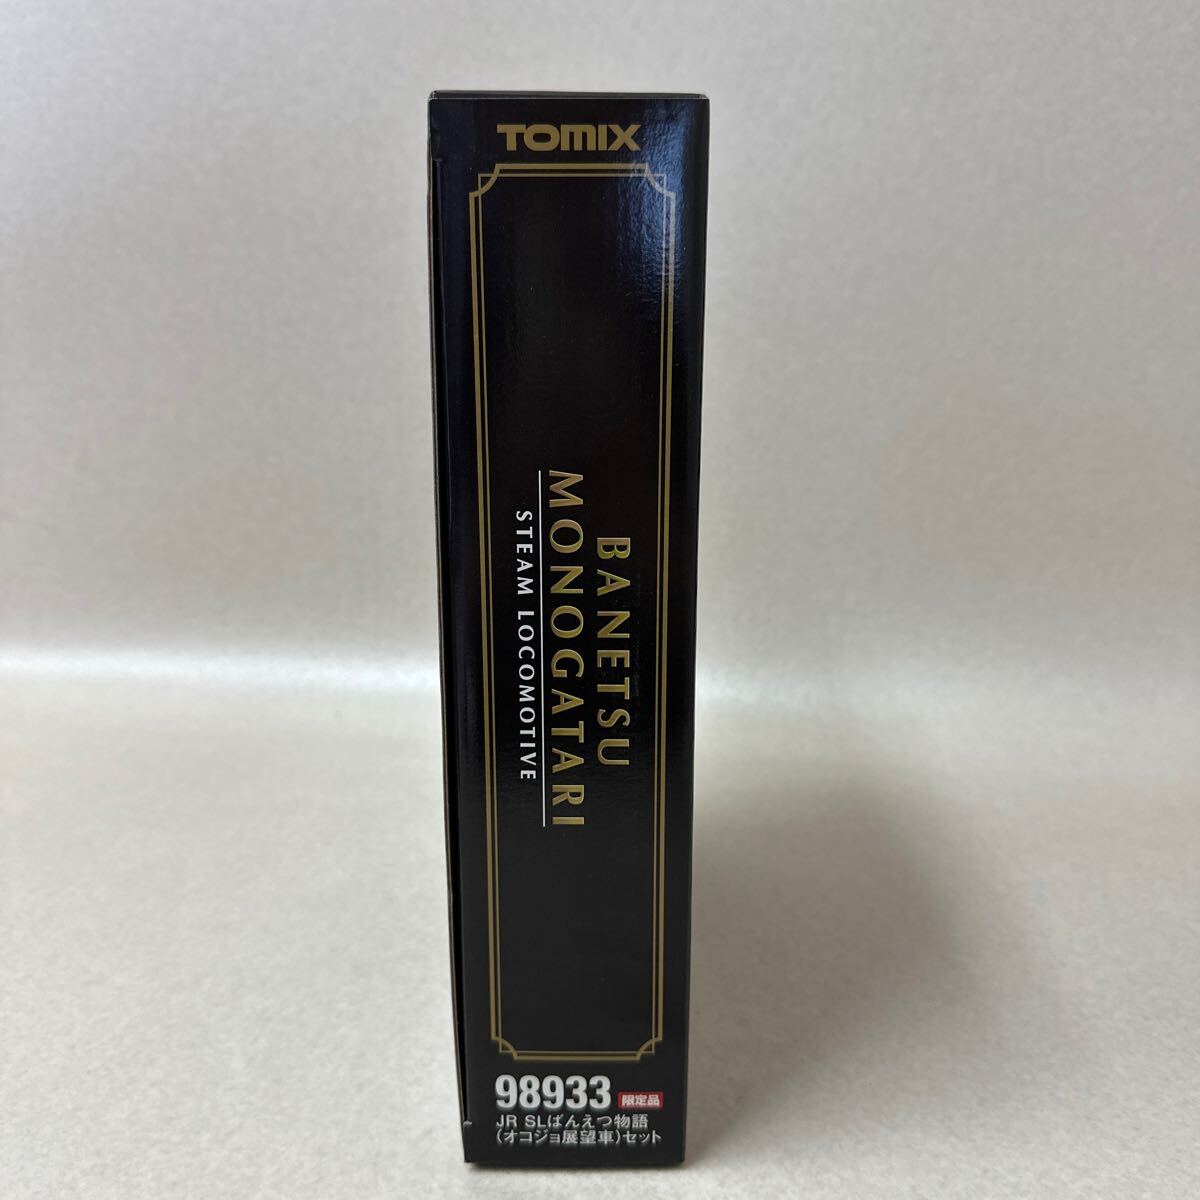 TOMIX
BANETSU
MONOGATARI
STEAM LOCOMOTIVE
98933 限定品
JR SLばんえつ物語
(オコジョ展望車)セット